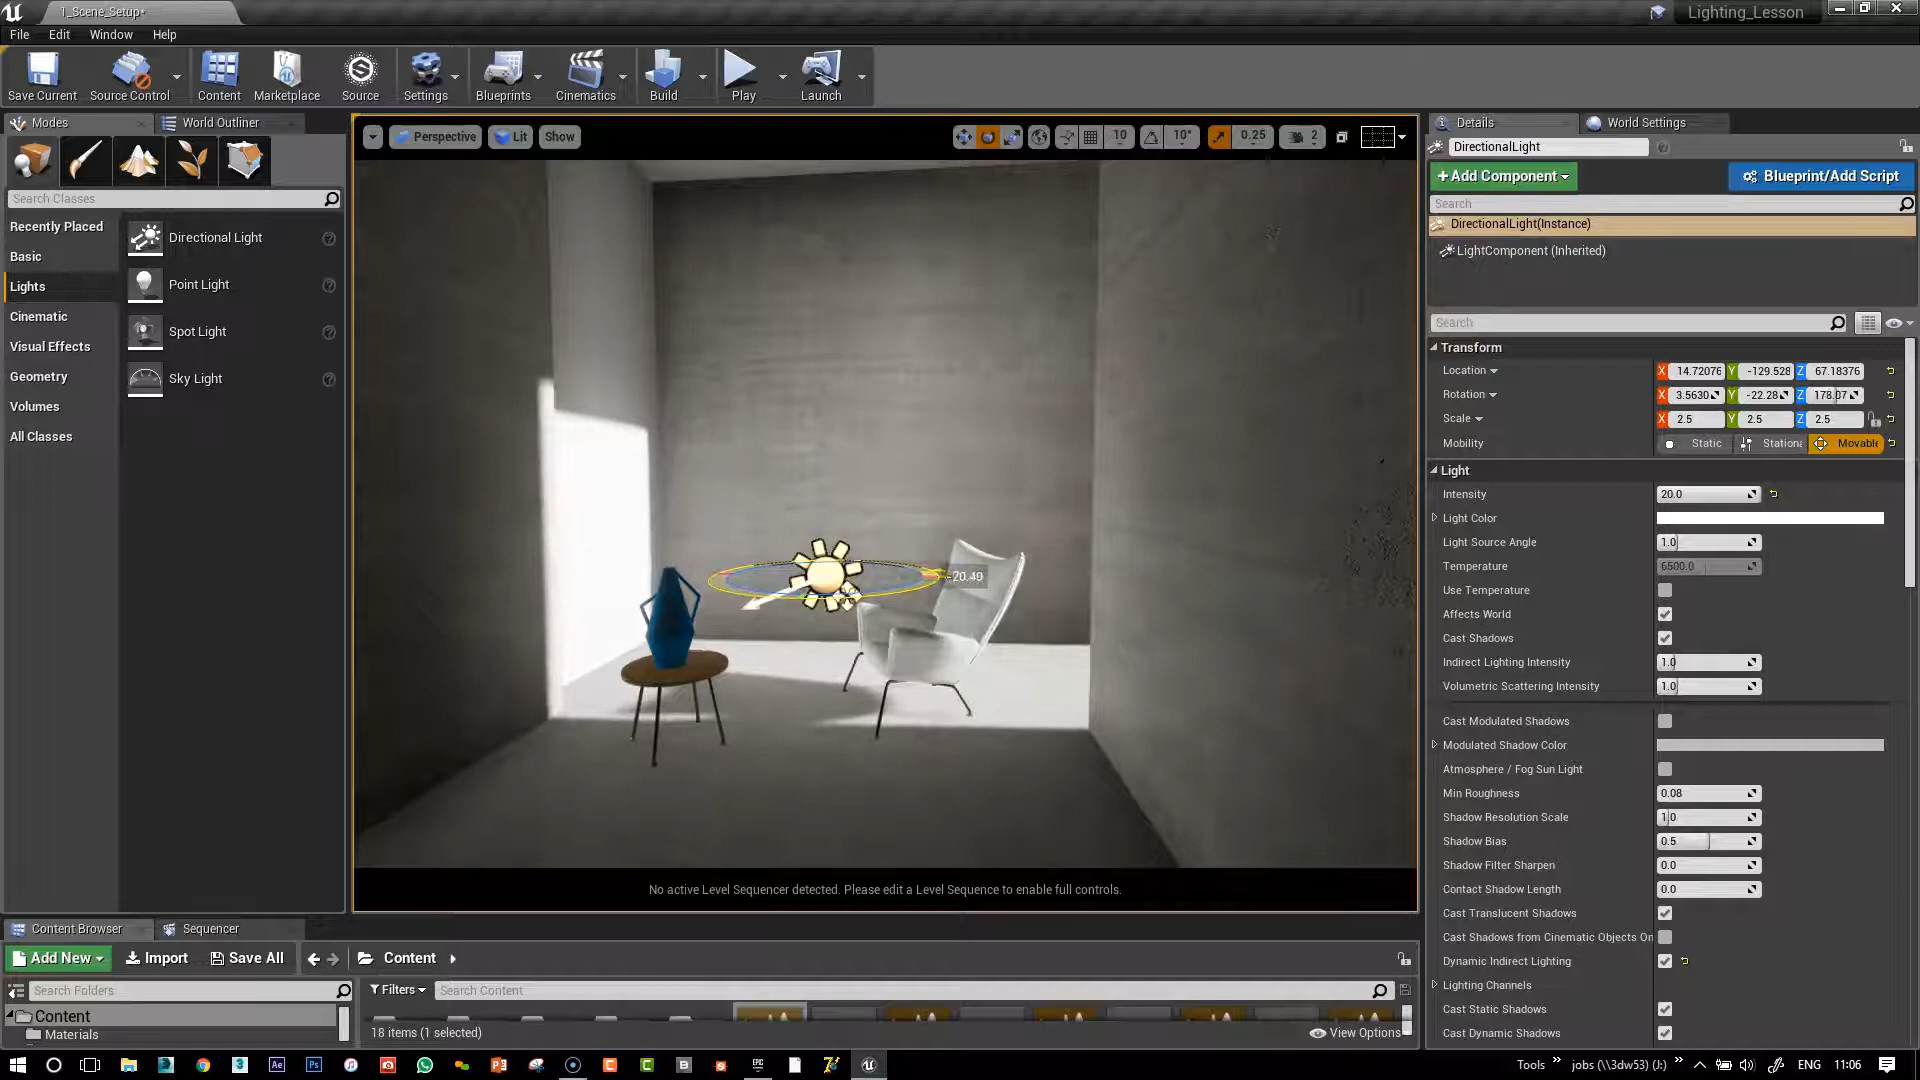 1_Scene_Setup*
Lighting_Lesson
File Edit Window Help
Save Current Source Control Content Marketplace Source Settings Blueprints Cinematics Build Play Launch
Modes World Outliner
Search Classes
Recently Placed
Basic
Lights
Cinematic
Visual Effects
Geometry
Volumes
All Classes
Directional Light
Point Light
Spot Light
Sky Light
Perspective Lit Show 10 10° 0.25 2
-20.49
No active Level Sequencer detected. Please edit a Level Sequence to enable full controls.
Details World Settings
DirectionalLight
+Add Component Blueprint/Add Script
Search
DirectionalLight(Instance)
LightComponent (Inherited)
Search
Transform
Location X 14.72076 Y -129.528 Z 67.18376
Rotation X 3.5630 Y -22.28 Z 178.07
Scale X 2.5 Y 2.5 Z 2.5
Mobility Static Stationa Movable
Light
Intensity 20.0
Light Color
Light Source Angle 1.0
Temperature 6500.0
Use Temperature
Affects World
Cast Shadows
Indirect Lighting Intensity 1.0
Volumetric Scattering Intensity 1.0
Cast Modulated Shadows
Modulated Shadow Color
Atmosphere / Fog Sun Light
Min Roughness 0.08
Shadow Resolution Scale 1.0
Shadow Bias 0.5
Shadow Filter Sharpen 0.0
Contact Shadow Length 0.0
Cast Translucent Shadows
Cast Shadows from Cinematic Objects On
Dynamic Indirect Lighting
Lighting Channels
Cast Static Shadows
Cast Dynamic Shadows
Content Browser Sequencer
Add New Import Save All Content
Search Folders
Filters Search Content
Content
Materials
18 items (1 selected) View Options
Tools jobs (\\3dw53) (J:) ENG 11:06